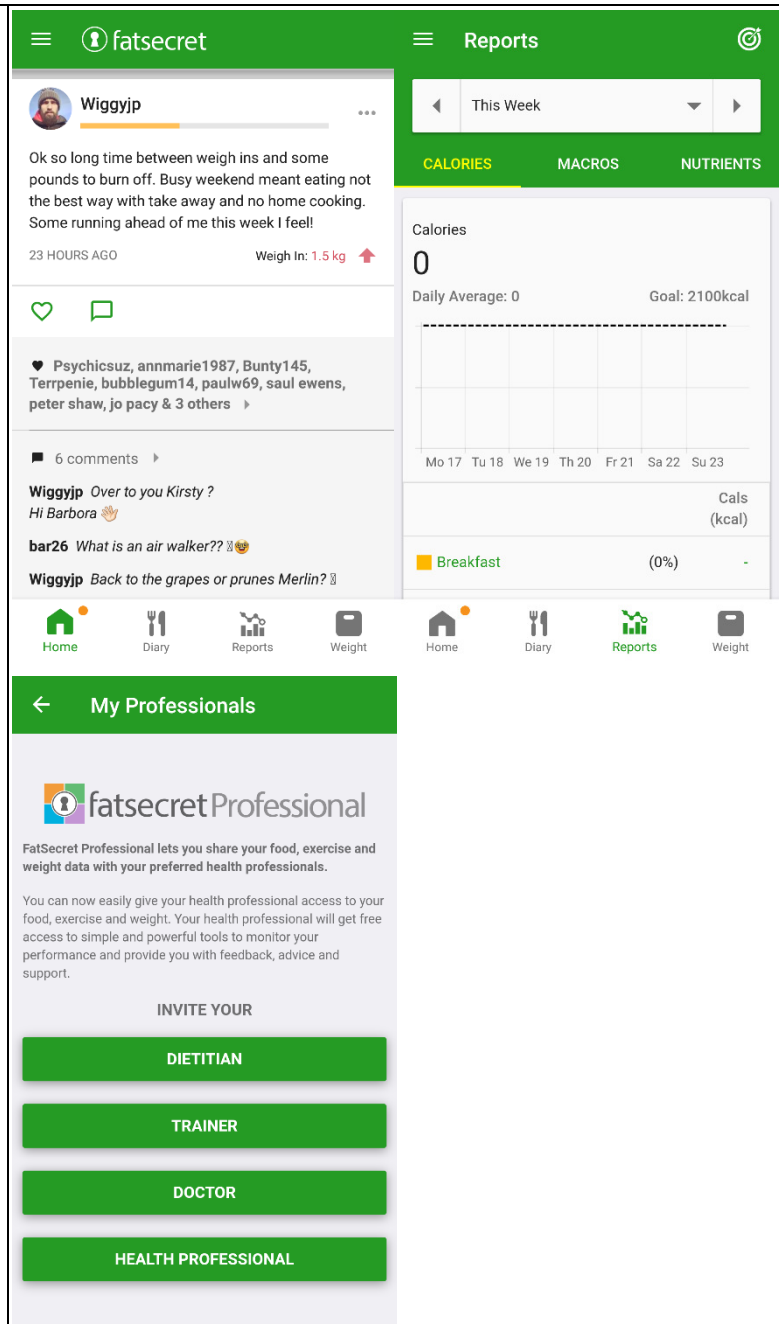 fatsecret
Wiggyjp
Ok so long time between weigh ins and some
pounds to burn off. Busy weekend meant eating not
the best way with take away and no home cooking.
Some running ahead of me this week I feel!
23 HOURS AGO Weigh In: 1.5 kg
Psychicsuz, annmarie1987, Bunty145,
Terrpenie, bubblegum14, paulw69, saul ewens,
peter shaw, jo pacy & 3 others
6 comments
Wiggyjp Over to you Kirsty ?
Hi Barbora 👋🏻
bar26 What is an air walker?? 🤓
Wiggyjp Back to the grapes or prunes Merlin?
Home Diary Reports Weight
Reports
This Week
CALORIES MACROS NUTRIENTS
Calories
0
Daily Average: 0 Goal: 2100kcal
Mo 17 Tu 18 We 19 Th 20 Fr 21 Sa 22 Su 23
Cals
(kcal)
Breakfast (0%) -
Home Diary Reports Weight
My Professionals
fatsecret Professional
FatSecret Professional lets you share your food, exercise and
weight data with your preferred health professionals.
You can now easily give your health professional access to your
food, exercise and weight. Your health professional will get free
access to simple and powerful tools to monitor your
performance and provide you with feedback, advice and
support.
INVITE YOUR
DIETITIAN
TRAINER
DOCTOR
HEALTH PROFESSIONAL